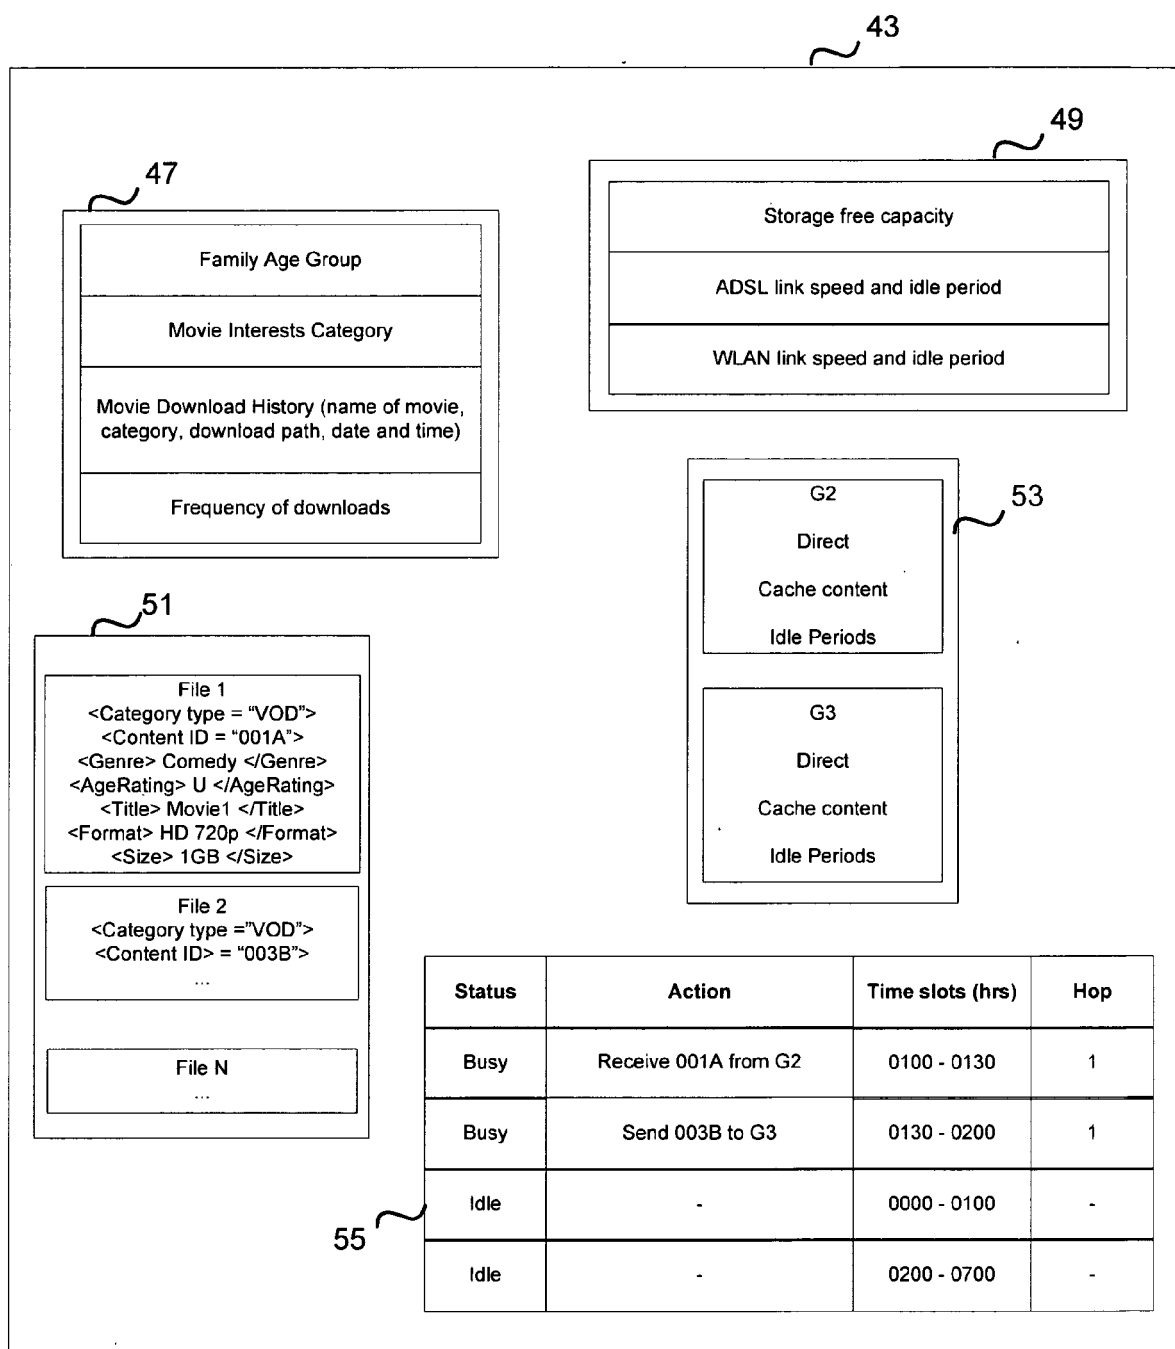 43
49
47
Storage free capacity
ADSL link speed and idle period
WLAN link speed and idle period
Family Age Group
Movie Interests Category
Movie Download History (name of movie,
category, download path, date and time)
Frequency of downloads
53
G2
Direct
Cache content
Idle Periods
G3
Direct
Cache content
Idle Periods
51
File 1
<Category type = “VOD”>
<Content ID = “001A”>
<Genre> Comedy </Genre>
<AgeRating> U </AgeRating>
<Title> Movie1 </Title>
<Format> HD 720p </Format>
<Size> 1GB </Size>
File 2
<Category type =”VOD”>
<Content ID> = “003B”>
...
File N
...
55
Status Action Time slots (hrs) Hop
Busy Receive 001A from G2 0100 - 0130 1
Busy Send 003B to G3 0130 - 0200 1
Idle - 0000 - 0100 -
Idle - 0200 - 0700 -